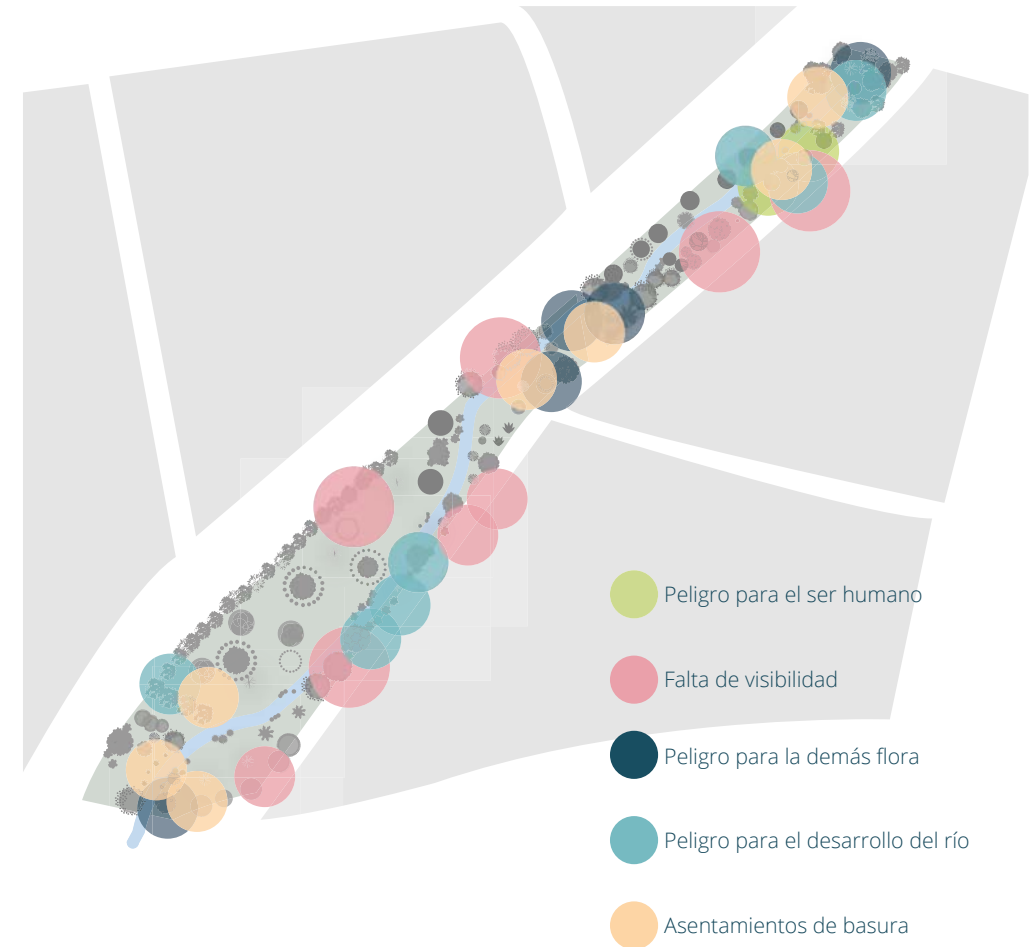 Peligro para el ser humano
Falta de visibilidad
Peligro para la demás flora
Peligro para el desarrollo del río
Asentamientos de basura